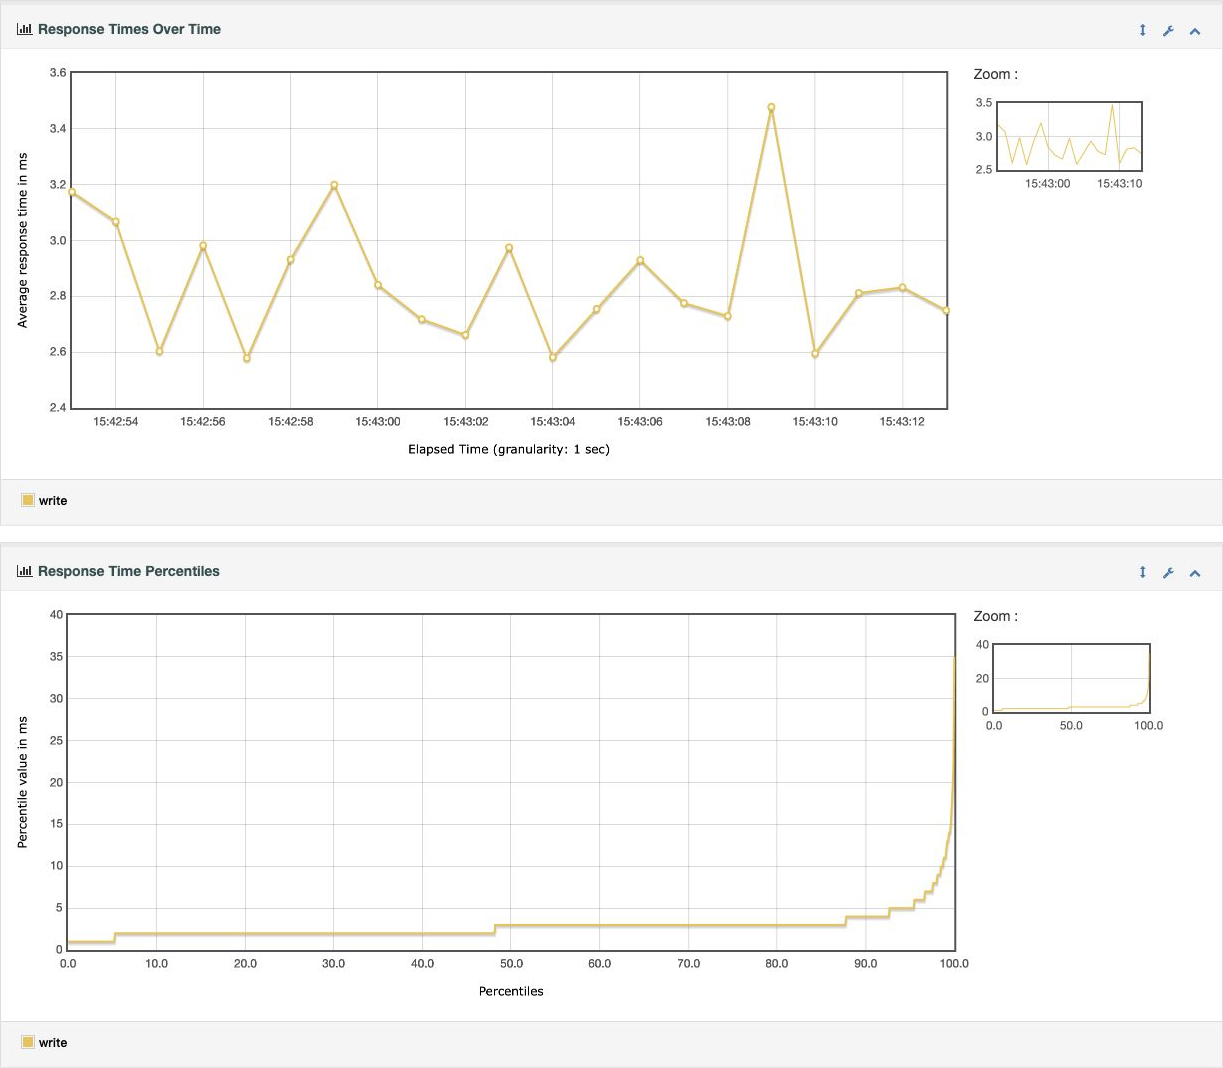 Response Times Over Time
Zoom :
3.6
3.4
3.2
3.0
2.8
2.6
2.4
Average response time in ms
15:42:54 15:42:56 15:42:58 15:43:00 15:43:02 15:43:04 15:43:06 15:43:08 15:43:10 15:43:12
Elapsed Time (granularity: 1 sec)
3.5
3.0
2.5
15:43:00 15:43:10
write
Response Time Percentiles
Zoom :
40
35
30
25
20
15
10
5
0
Percentile value in ms
0.0 10.0 20.0 30.0 40.0 50.0 60.0 70.0 80.0 90.0 100.0
Percentiles
40
20
0
0.0 50.0 100.0
write